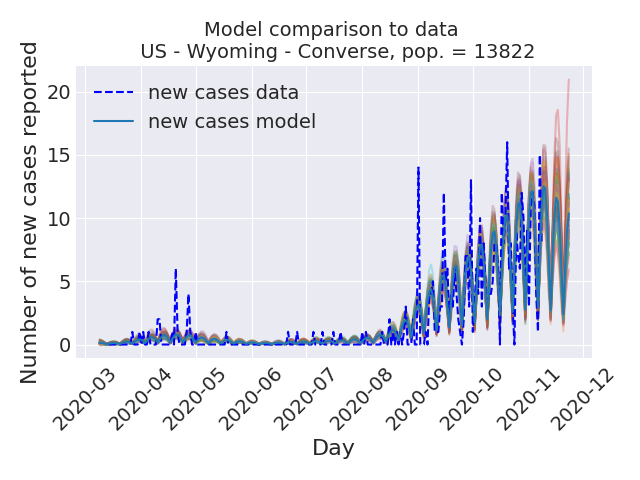 Model comparison to data
US - Wyoming - Converse, pop. = 13822
Number of new cases reported
20
15
10
5
0
new cases data
new cases model
2020-03
2020-04
2020-05
2020-06
2020-07
2020-08
2020-09
2020-10
2020-11
2020-12
Day